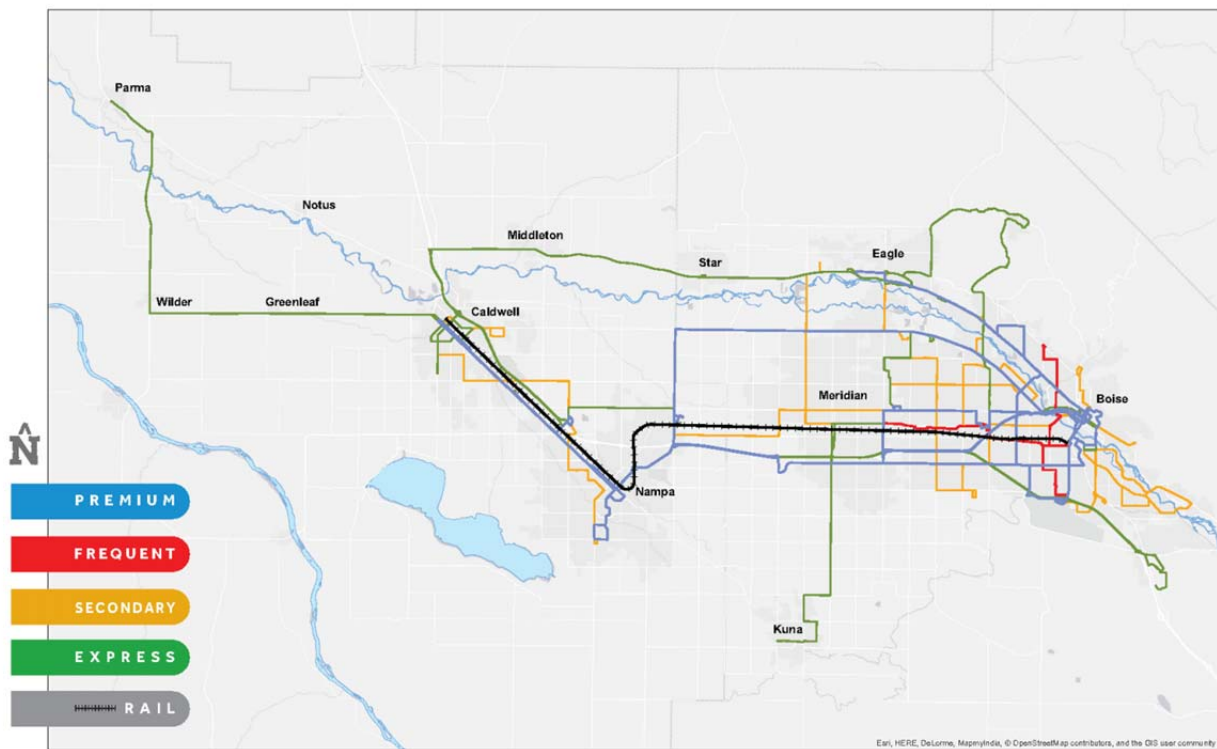 Parma
Notus
Middleton
Star
Eagle
Wilder
Greenleaf
Caldwell
Meridian
Boise
N
Nampa
Kuna
PREMIUM
FREQUENT
SECONDARY
EXPRESS
RAIL
Esri, HERE, DeLorme, MapmyIndia, © OpenStreetMap contributors, and the GIS user community